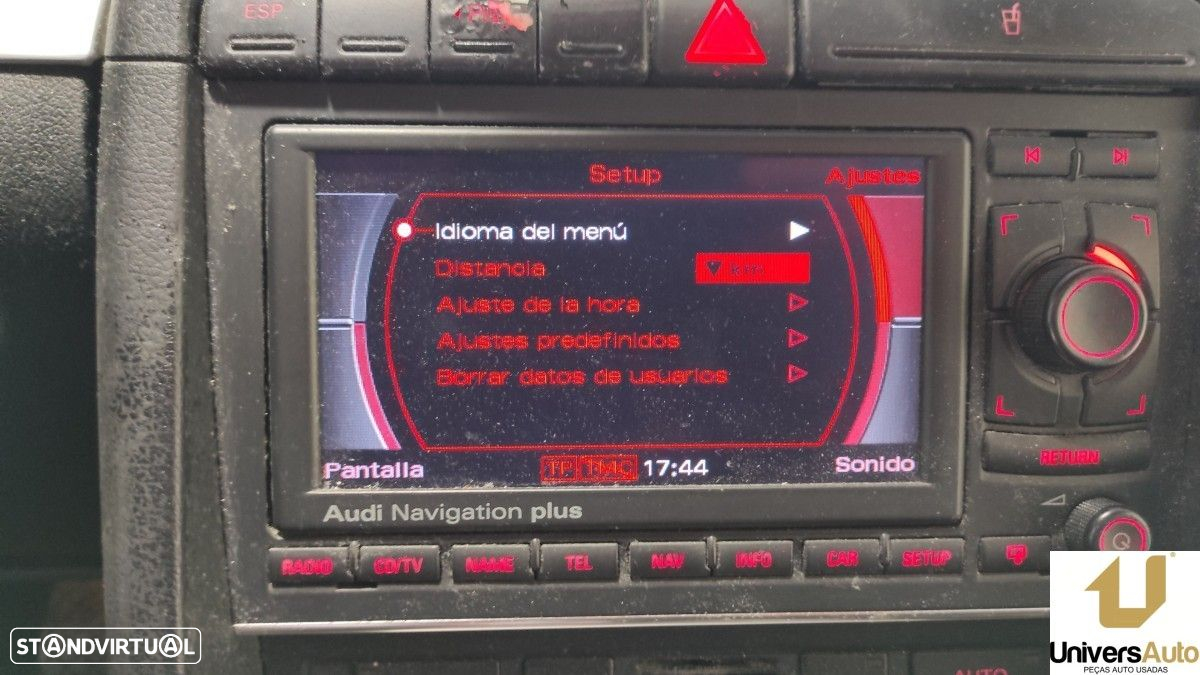 ESP
Setup
Ajustes
Idioma del menú
Distancia
km
Ajuste de la hora
Ajustes predefinidos
Borrar datos de usuarios
Pantalla
TP TMC 17:44
Sonido
RETURN
Audi Navigation plus
RADIO CD/TV NAME TEL NAV INFO CAR SETUP
STANDVIRTUAL
UniversAuto
PEÇAS AUTO USADAS
AUTO